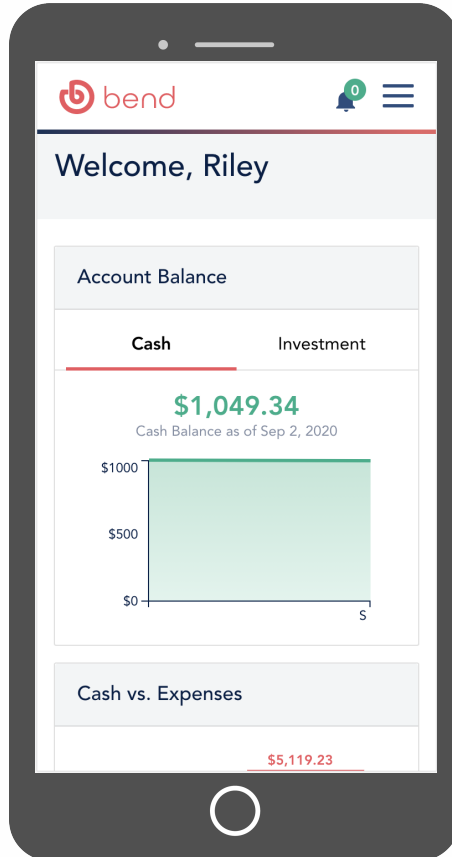 bend
0
Welcome, Riley
Account Balance
Cash
Investment
$1,049.34
Cash Balance as of Sep 2, 2020
$1000
$500
$0
S
Cash vs. Expenses
$5,119.23